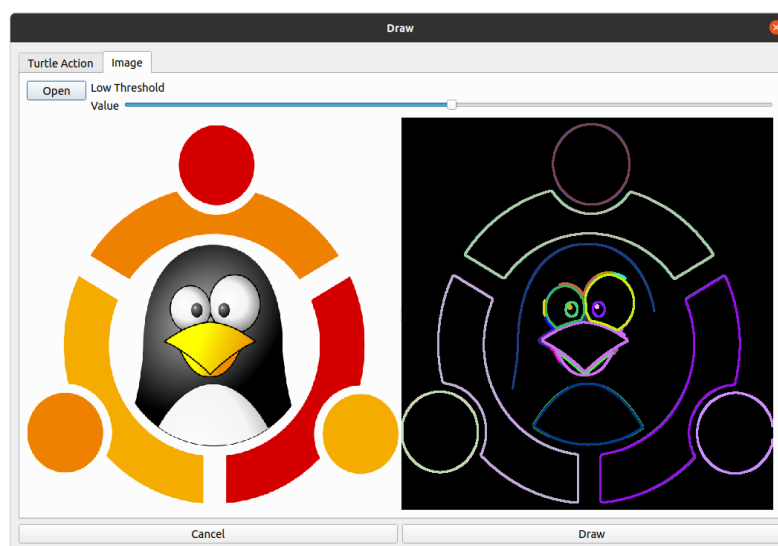 Draw
Turtle Action
Image
Open
Low Threshold
Value
Cancel
Draw